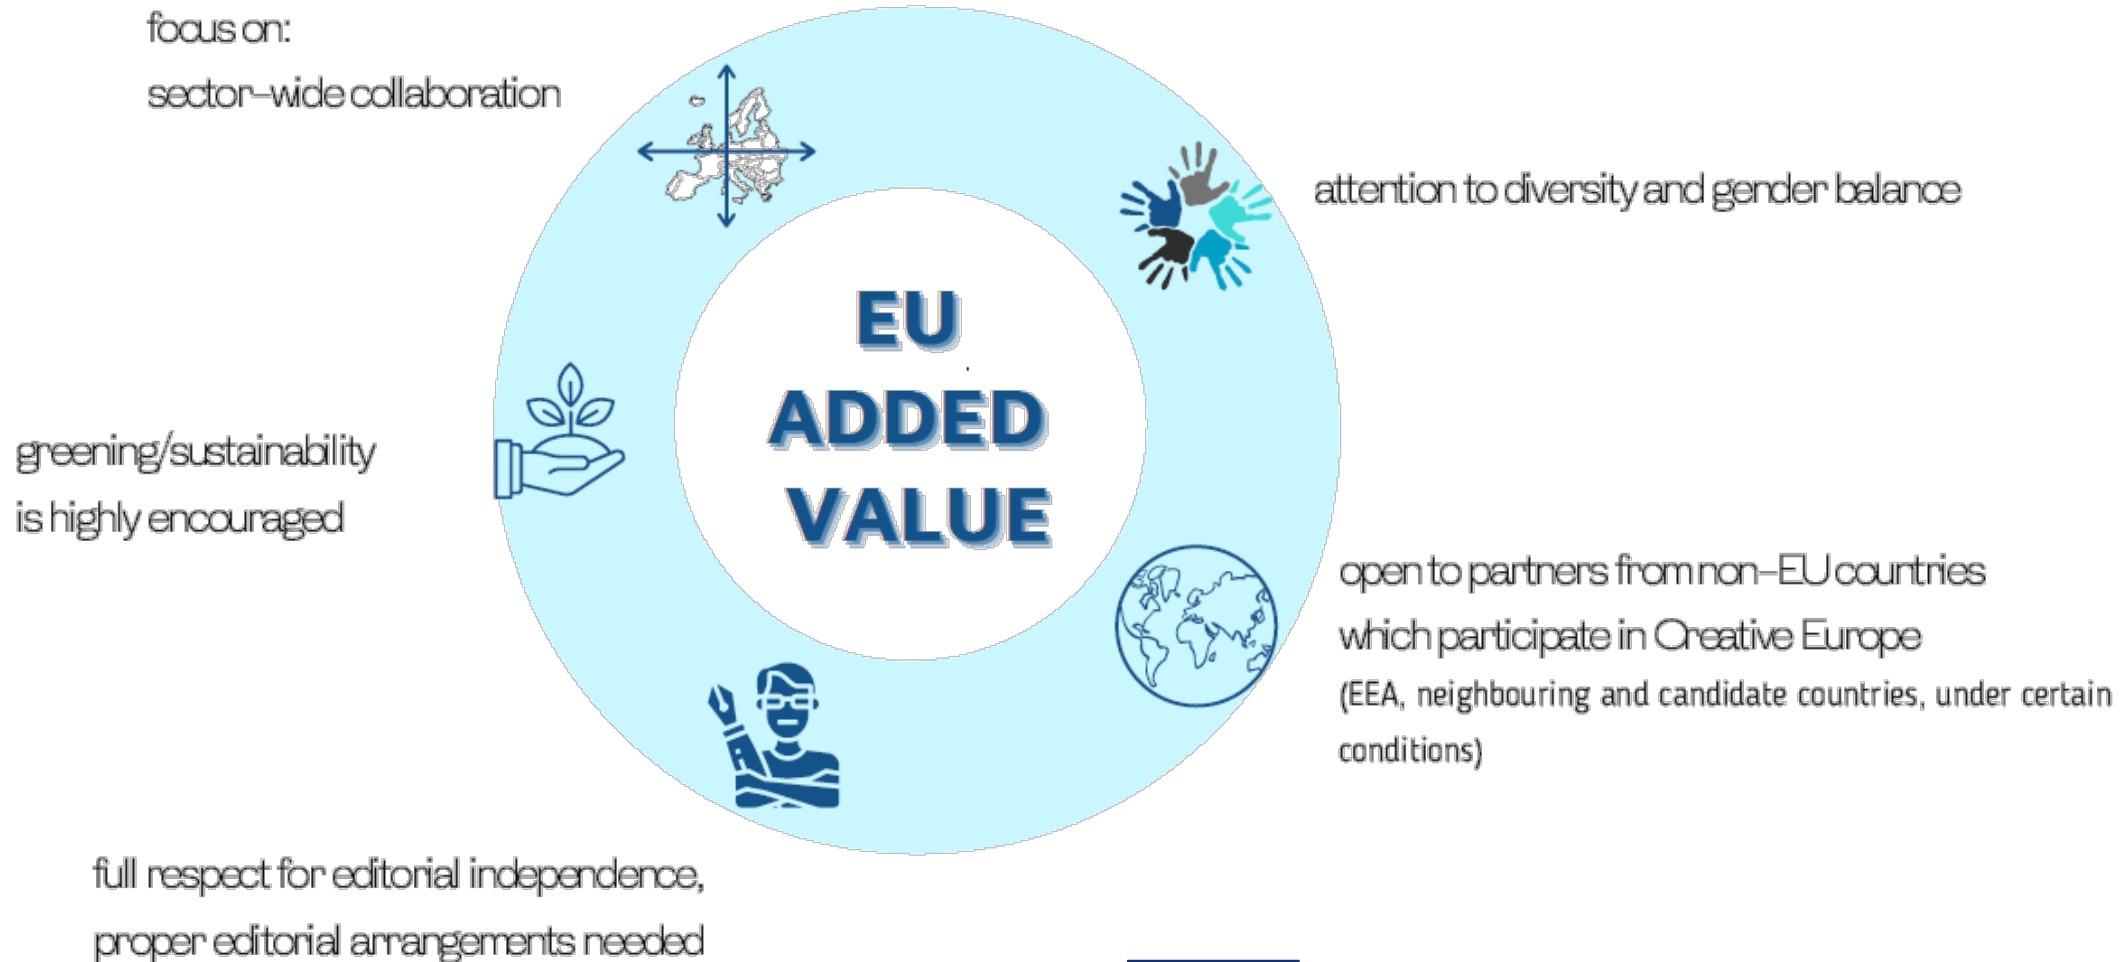 focus on:
sector-wide collaboration
attention to diversity and gender balance
EU
ADDED
VALUE
greening/sustainability
is highly encouraged
open to partners from non-EU countries
which participate in Creative Europe
(EEA, neighbouring and candidate countries, under certain
conditions)
full respect for editorial independence,
proper editorial arrangements needed